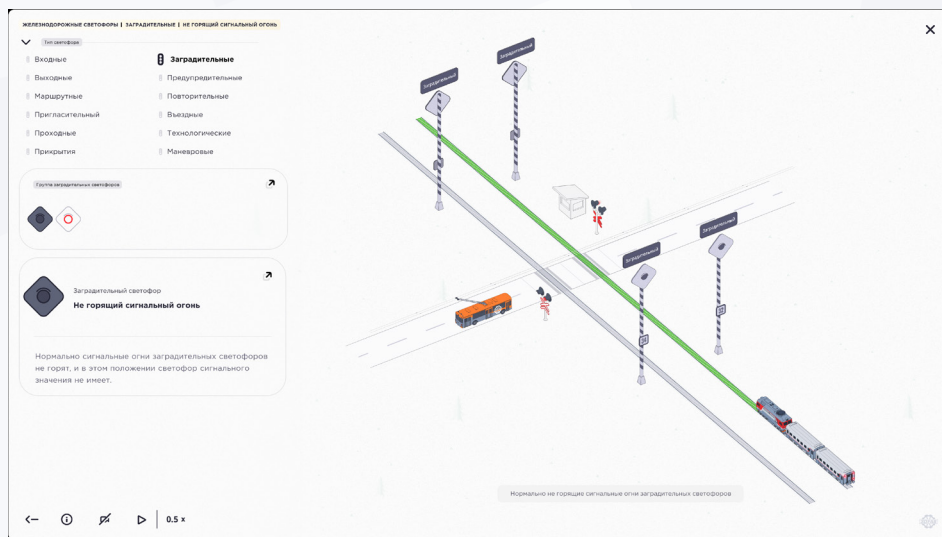 ЖЕЛЕЗНОДОРОЖНЫЕ СВЕТОФОРЫ | ЗАГРАДИТЕЛЬНЫЕ | НЕ ГОРЯЩИЙ СИГНАЛЬНЫЙ ОГОНЬ
Тип светофора
Входные
Заградительные
Выходные
Предупредительные
Маршрутные
Повторительные
Пригласительный
Въездные
Проходные
Технологические
Прикрытия
Маневровые
Группа заградительных светофоров
Заградительный светофор
Не горящий сигнальный огонь
Нормально сигнальные огни заградительных светофоров
не горят, и в этом положении светофор сигнального
значения не имеет.
Заградительный
Заградительный
Заградительный
Заградительный
Нормально не горящие сигнальные огни заградительных светофоров
0.5 x